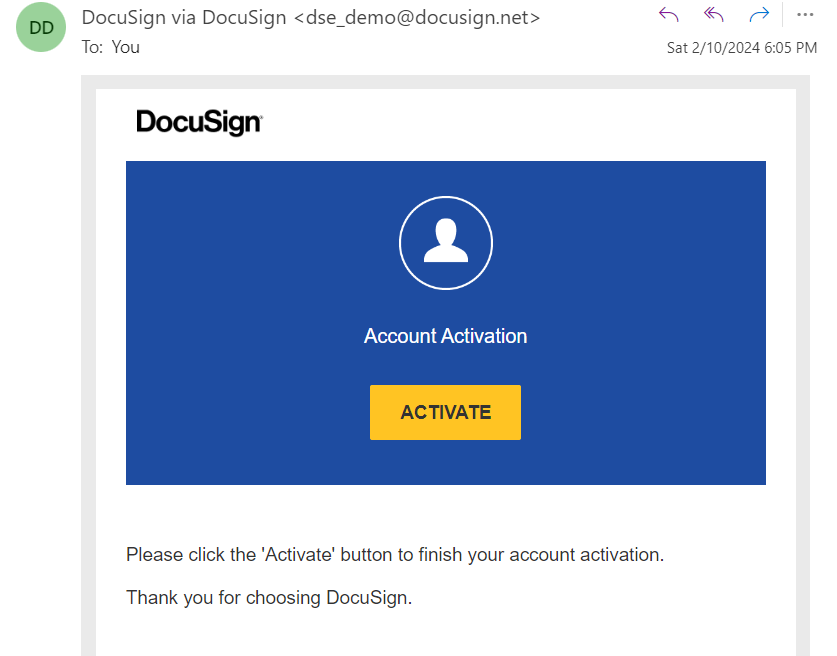 DD
DocuSign via DocuSign <dse_demo@docusign.net>
To: You
Sat 2/10/2024 6:05 PM
DocuSign
Account Activation
ACTIVATE
Please click the 'Activate' button to finish your account activation.
Thank you for choosing DocuSign.